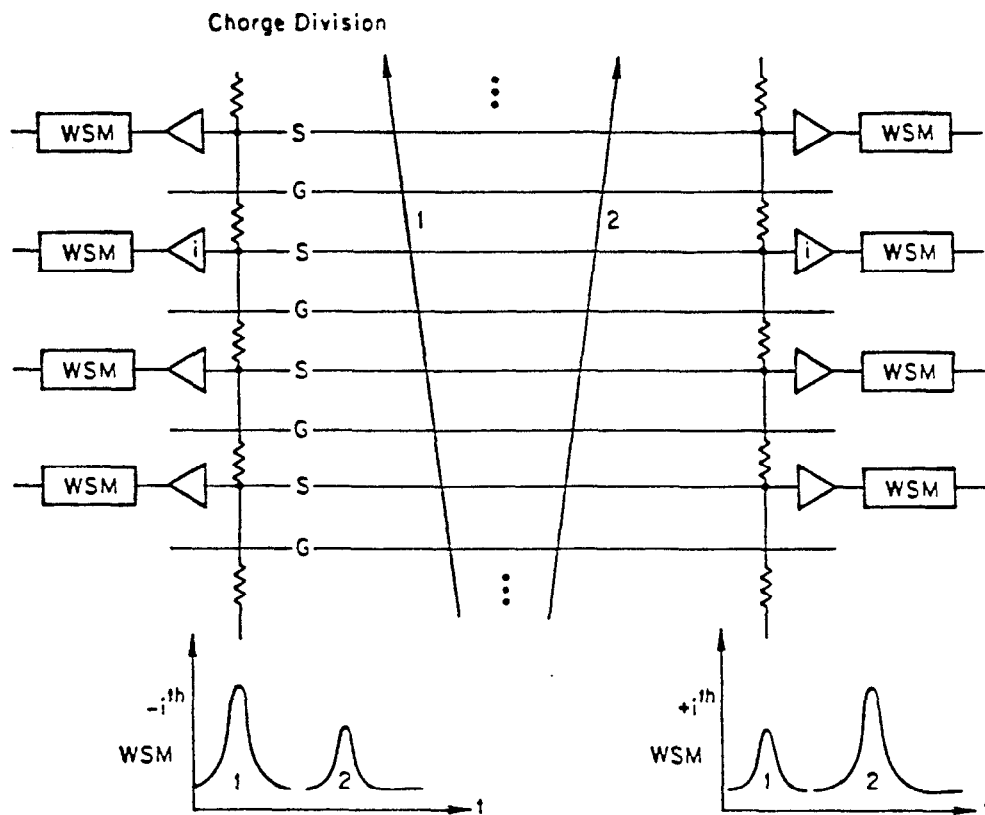 Charge Division
WSM S WSM
G
1 2
WSM i S i WSM
G
WSM S WSM
G
WSM S WSM
G
-i^th
WSM
1 2
t
+i^th
WSM
1 2
t